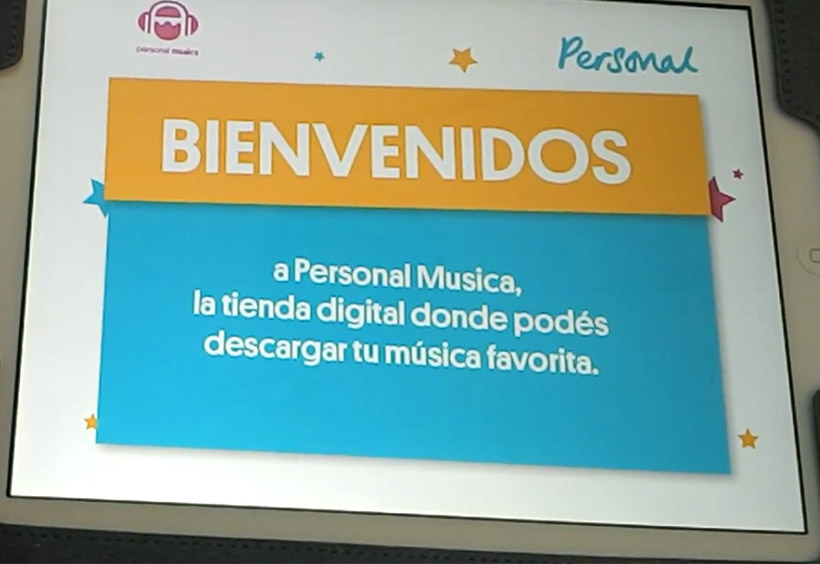 personal musica
Personal
BIENVENIDOS
a Personal Musica,
la tienda digital donde podés
descargar tu música favorita.